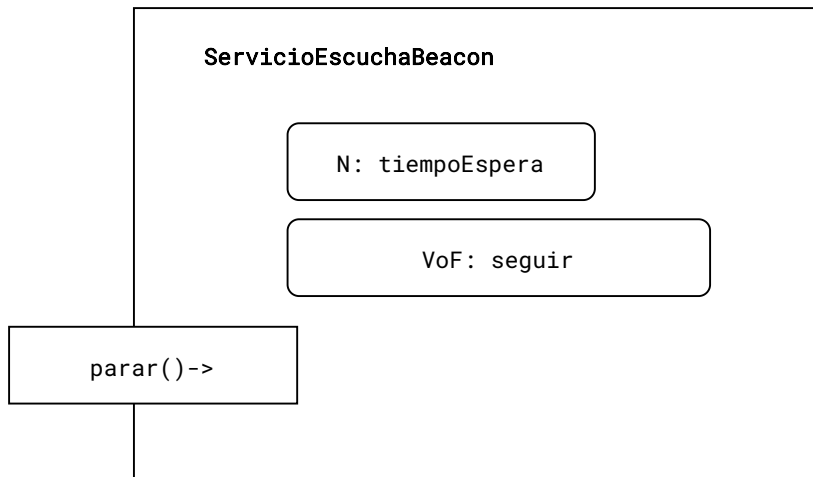 ServicioEscuchaBeacon
N: tiempoEspera
VoF: seguir
parar()->